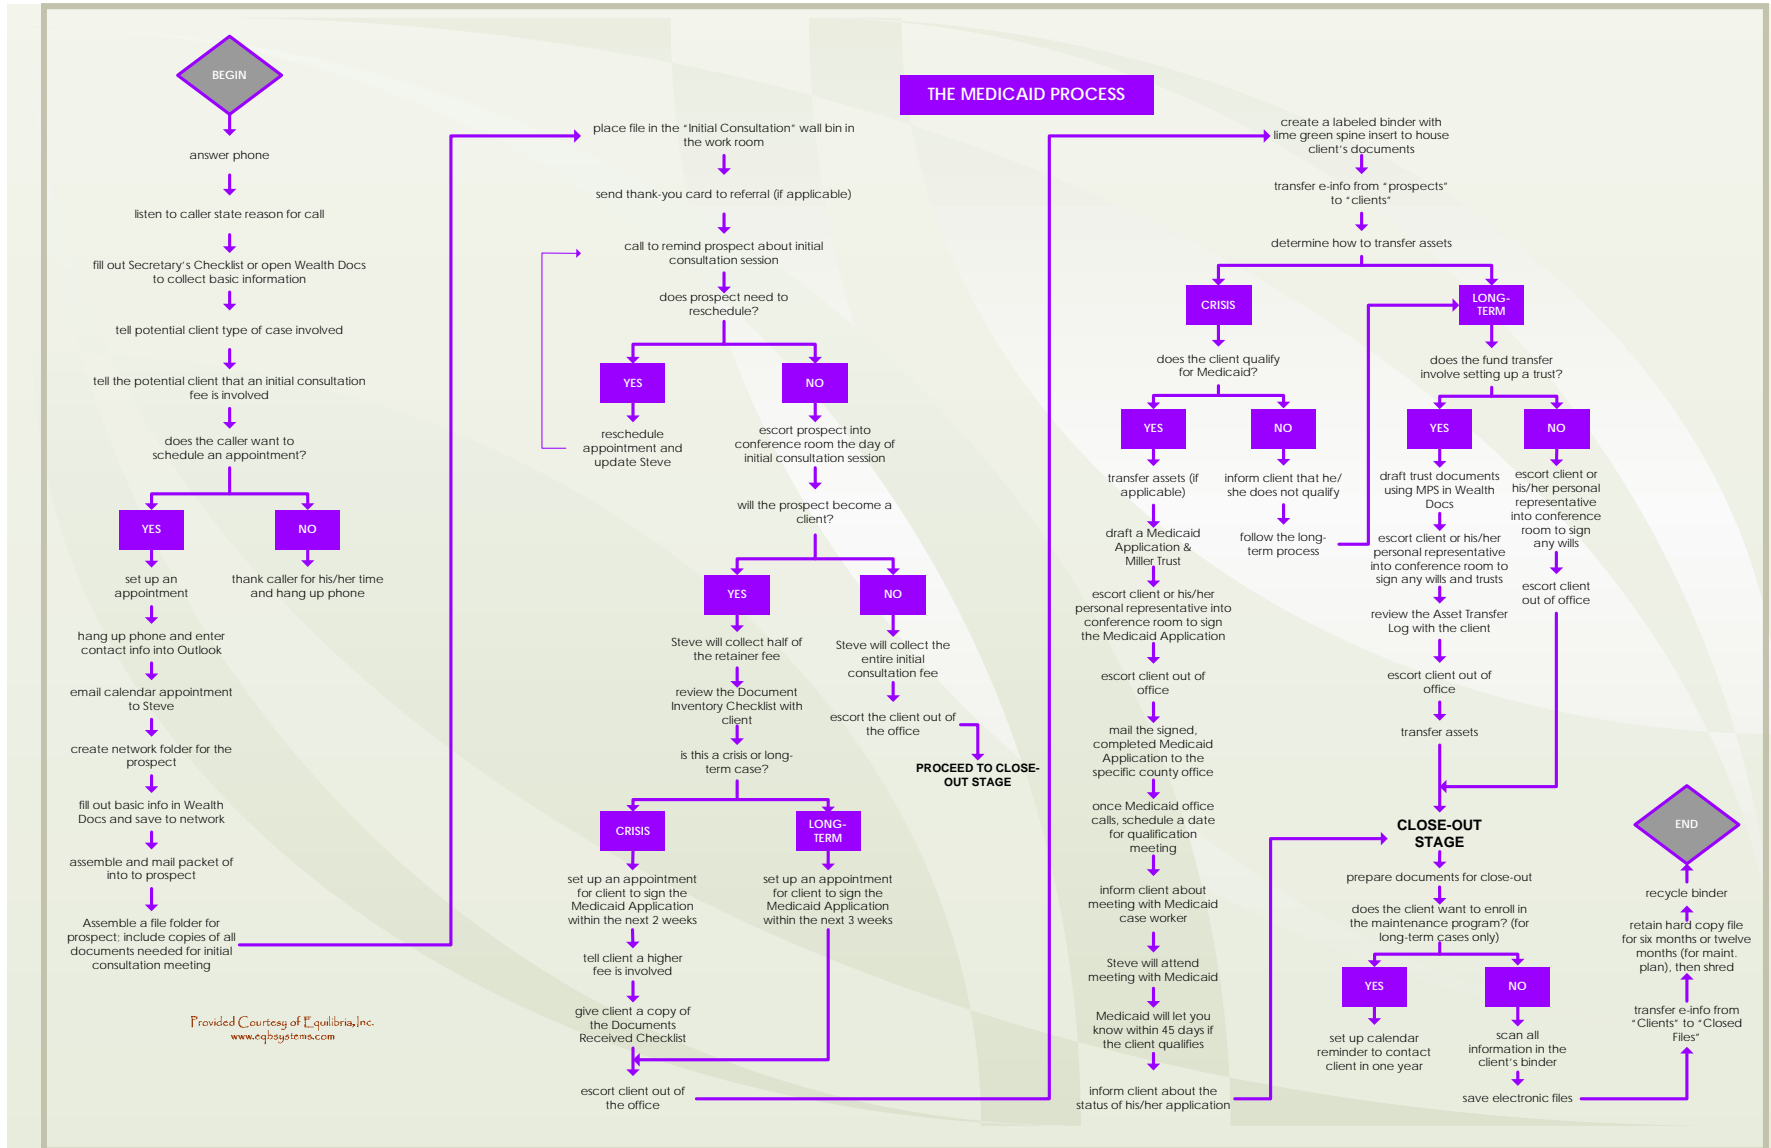 THE MEDICAID PROCESS
BEGIN
answer phone
listen to caller state reason for call
fill out Secretary's Checklist or open Wealth Docs
to collect basic information
tell potential client type of case involved
tell the potential client that an initial consultation
fee is involved
does the caller want to
schedule an appointment?
YES
NO
set up an
appointment
thank caller for his/her time
and hang up phone
hang up phone and enter
contact info into Outlook
email calendar appointment
to Steve
create network folder for the
prospect
fill out basic info in Wealth
Docs and save to network
assemble and mail packet of
into to prospect
Assemble a file folder for
prospect; include copies of all
documents needed for initial
consultation meeting
Provided Courtesy of Equilibria, Inc.
www.eqbsystems.com
place file in the "Initial Consultation" wall bin in
the work room
send thank-you card to referral (if applicable)
call to remind prospect about initial
consultation session
does prospect need to
reschedule?
YES
NO
reschedule
appointment and
update Steve
escort prospect into
conference room the day of
initial consultation session
will the prospect become a
client?
YES
NO
Steve will collect half of
the retainer fee
Steve will collect the
entire initial
consultation fee
review the Document
Inventory Checklist with
client
escort the client out of
the office
PROCEED TO CLOSE-
OUT STAGE
is this a crisis or long-
term case?
CRISIS
LONG-
TERM
set up an appointment
for client to sign the
Medicaid Application
within the next 2 weeks
set up an appointment
for client to sign the
Medicaid Application
within the next 3 weeks
tell client a higher
fee is involved
give client a copy of
the Documents
Received Checklist
escort client out of
the office
create a labeled binder with
lime green spine insert to house
client's documents
transfer e-info from "prospects"
to "clients"
determine how to transfer assets
CRISIS
LONG-
TERM
does the client qualify
for Medicaid?
YES
NO
transfer assets (if
applicable)
inform client that he/
she does not qualify
follow the long-
term process
draft a Medicaid
Application &
Miller Trust
escort client or his/her
personal representative into
conference room to sign
the Medicaid Application
escort client out of
office
mail the signed,
completed Medicaid
Application to the
specific county office
once Medicaid office
calls, schedule a date
for qualification
meeting
inform client about
meeting with Medicaid
case worker
Steve will attend
meeting with Medicaid
Medicaid will let you
know within 45 days if
the client qualifies
inform client about the
status of his/her application
does the fund transfer
involve setting up a trust?
YES
NO
draft trust documents
using MPS in Wealth
Docs
escort client or his/her
personal representative
into conference room to
sign any wills and trusts
review the Asset Transfer
Log with the client
escort client out of
office
transfer assets
escort client or
his/her personal
representative
into conference
room to sign
any wills
escort client
out of office
CLOSE-OUT
STAGE
prepare documents for close-out
does the client want to enroll in
the maintenance program? (for
long-term cases only)
YES
NO
set up calendar
reminder to contact
client in one year
scan all
information in the
client's binder
save electronic files
transfer e-info from
"Clients" to "Closed
Files"
retain hard copy file
for six months or twelve
months (for maint.
plan), then shred
recycle binder
END